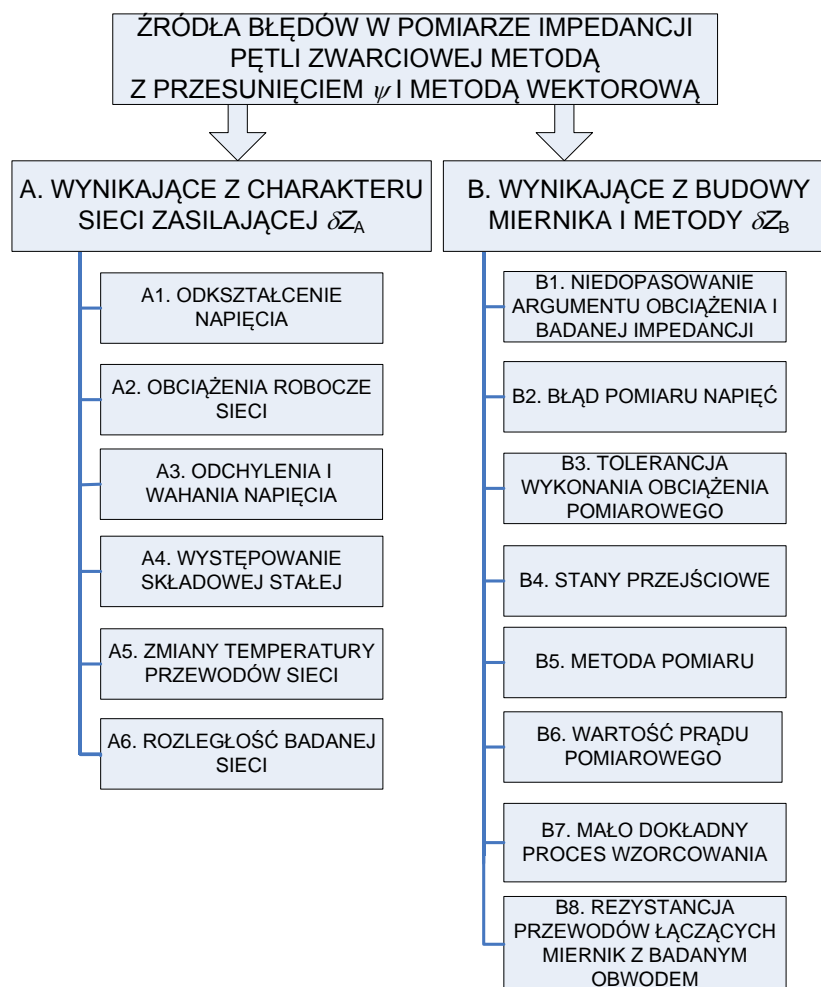 ŹRÓDŁA BŁĘDÓW W POMIARZE IMPEDANCJI
PĘTLI ZWARCIOWEJ METODĄ
Z PRZESUNIĘCIEM ψ I METODĄ WEKTOROWĄ
A. WYNIKAJĄCE Z CHARAKTERU
SIECI ZASILAJĄCEJ δZA
A1. ODKSZTAŁCENIE
NAPIĘCIA
A2. OBCIĄŻENIA ROBOCZE
SIECI
A3. ODCHYLENIA I
WAHANIA NAPIĘCIA
A4. WYSTĘPOWANIE
SKŁADOWEJ STAŁEJ
A5. ZMIANY TEMPERATURY
PRZEWODÓW SIECI
A6. ROZLEGŁOŚĆ BADANEJ
SIECI
B. WYNIKAJĄCE Z BUDOWY
MIERNIKA I METODY δZB
B1. NIEDOPASOWANIE
ARGUMENTU OBCIĄŻENIA I
BADANEJ IMPEDANCJI
B2. BŁĄD POMIARU NAPIĘĆ
B3. TOLERANCJA
WYKONANIA OBCIĄŻENIA
POMIAROWEGO
B4. STANY PRZEJŚCIOWE
B5. METODA POMIARU
B6. WARTOŚĆ PRĄDU
POMIAROWEGO
B7. MAŁO DOKŁADNY
PROCES WZORCOWANIA
B8. REZYSTANCJA
PRZEWODÓW ŁĄCZĄCYCH
MIERNIK Z BADANYM
OBWODEM